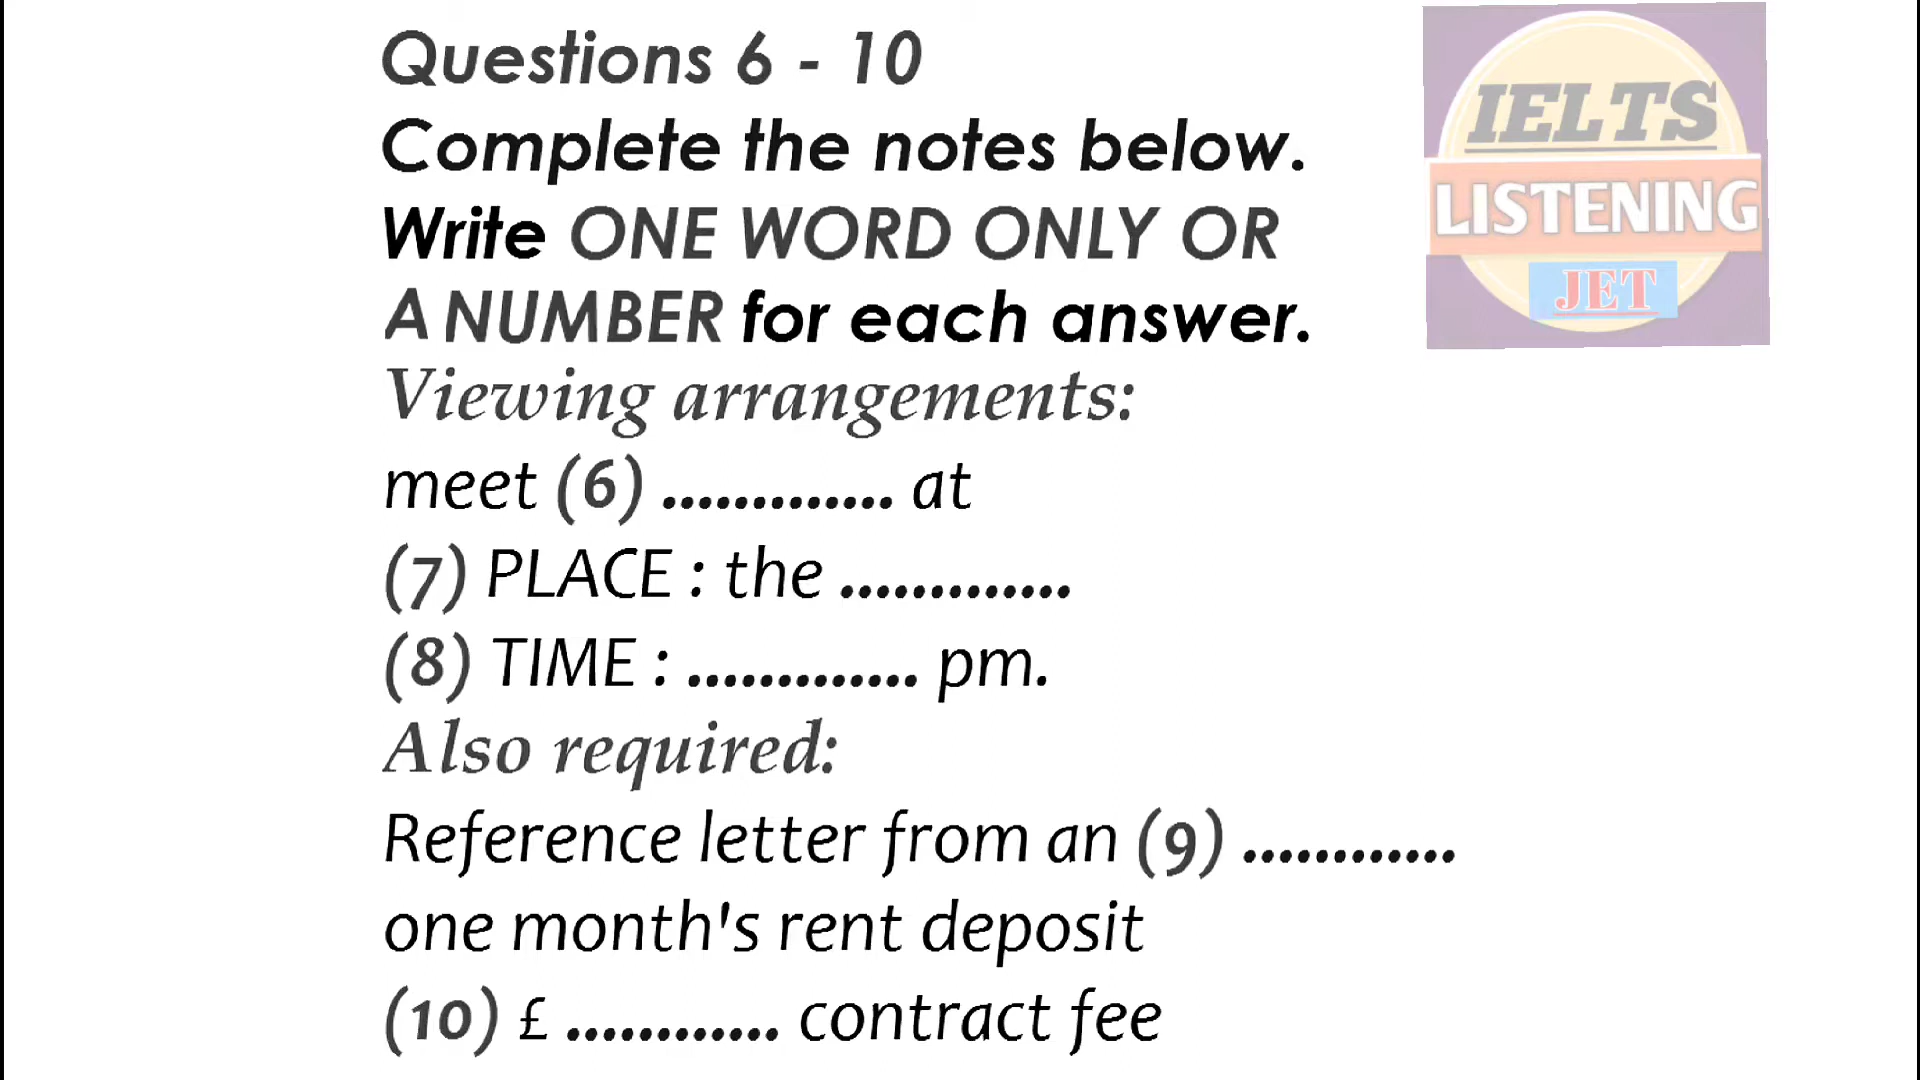 Questions 6 - 10
Complete the notes below.
Write ONE WORD ONLY OR
A NUMBER for each answer.
Viewing arrangements:
meet (6) ............. at
(7) PLACE : the .............
(8) TIME : ............. pm.
Also required:
Reference letter from an (9) ............
one month's rent deposit
(10) £ ............ contract fee
IELTS
LISTENING
JET